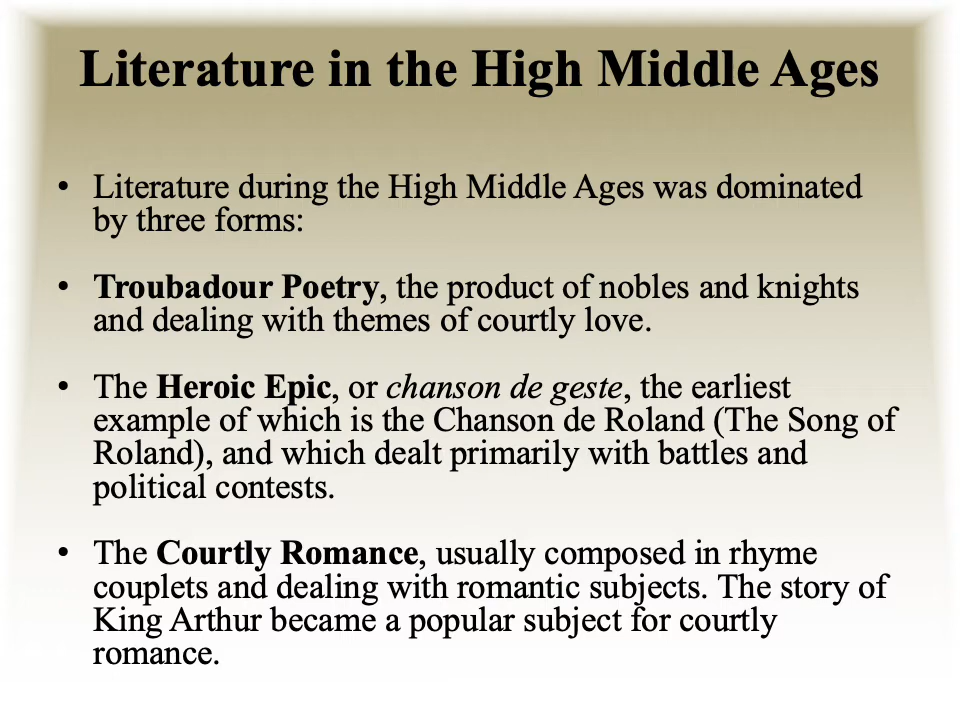 Literature in the High Middle Ages
• Literature during the High Middle Ages was dominated
by three forms:
• Troubadour Poetry, the product of nobles and knights
and dealing with themes of courtly love.
• The Heroic Epic, or chanson de geste, the earliest
example of which is the Chanson de Roland (The Song of
Roland), and which dealt primarily with battles and
political contests.
• The Courtly Romance, usually composed in rhyme
couplets and dealing with romantic subjects. The story of
King Arthur became a popular subject for courtly
romance.